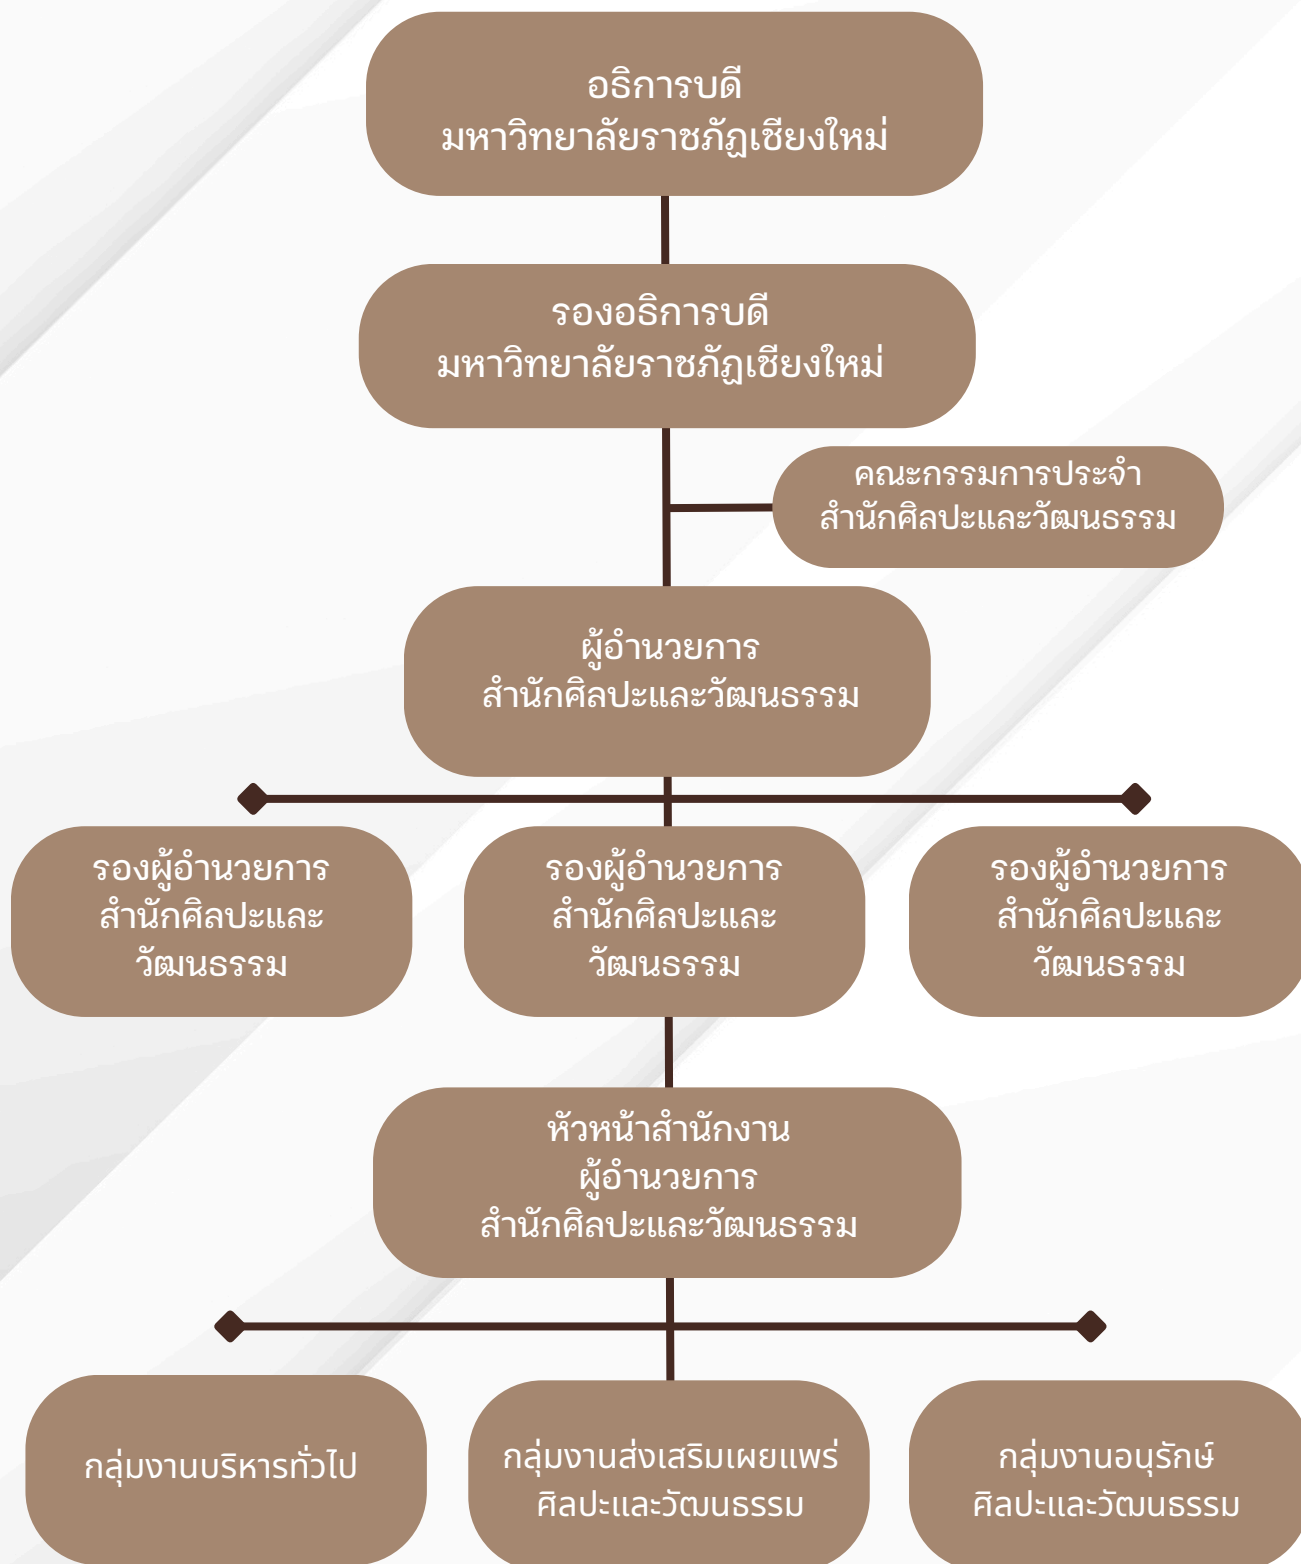 อธิการบดี
มหาวิทยาลัยราชภัฏเชียงใหม่
รองอธิการบดี
มหาวิทยาลัยราชภัฏเชียงใหม่
คณะกรรมการประจำ
สำนักศิลปะและวัฒนธรรม
ผู้อำนวยการ
สำนักศิลปะและวัฒนธรรม
รองผู้อำนวยการ
สำนักศิลปะและ
วัฒนธรรม
รองผู้อำนวยการ
สำนักศิลปะและ
วัฒนธรรม
รองผู้อำนวยการ
สำนักศิลปะและ
วัฒนธรรม
หัวหน้าสำนักงาน
ผู้อำนวยการ
สำนักศิลปะและวัฒนธรรม
กลุ่มงานบริหารทั่วไป
กลุ่มงานส่งเสริมเผยแพร่
ศิลปะและวัฒนธรรม
กลุ่มงานอนุรักษ์
ศิลปะและวัฒนธรรม